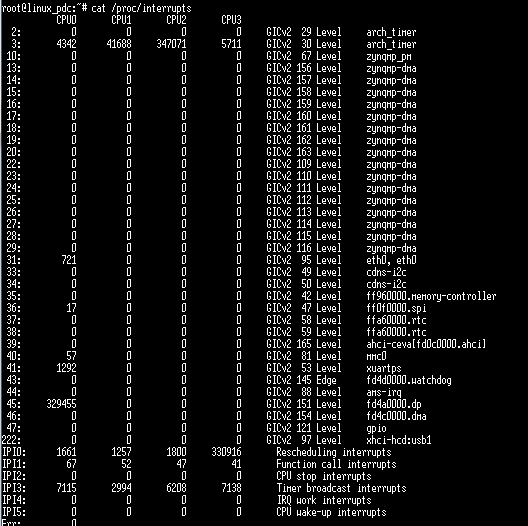 root@linux_pdc:~# cat /proc/interrupts
           CPU0       CPU1       CPU2       CPU3
  2:          0          0          0          0     GICv2  29 Level     arch_timer
  3:       4342      41688     347071       5711     GICv2  30 Level     arch_timer
 10:          0          0          0          0     GICv2  67 Level     zynqmp_pm
 13:          0          0          0          0     GICv2 156 Level     zynqmp-dma
 14:          0          0          0          0     GICv2 157 Level     zynqmp-dma
 15:          0          0          0          0     GICv2 158 Level     zynqmp-dma
 16:          0          0          0          0     GICv2 159 Level     zynqmp-dma
 17:          0          0          0          0     GICv2 160 Level     zynqmp-dma
 18:          0          0          0          0     GICv2 161 Level     zynqmp-dma
 19:          0          0          0          0     GICv2 162 Level     zynqmp-dma
 20:          0          0          0          0     GICv2 163 Level     zynqmp-dma
 22:          0          0          0          0     GICv2 109 Level     zynqmp-dma
 23:          0          0          0          0     GICv2 110 Level     zynqmp-dma
 24:          0          0          0          0     GICv2 111 Level     zynqmp-dma
 25:          0          0          0          0     GICv2 112 Level     zynqmp-dma
 26:          0          0          0          0     GICv2 113 Level     zynqmp-dma
 27:          0          0          0          0     GICv2 114 Level     zynqmp-dma
 28:          0          0          0          0     GICv2 115 Level     zynqmp-dma
 29:          0          0          0          0     GICv2 116 Level     zynqmp-dma
 31:        721          0          0          0     GICv2  95 Level     eth0, eth0
 33:          0          0          0          0     GICv2  49 Level     cdns-i2c
 34:          0          0          0          0     GICv2  50 Level     cdns-i2c
 35:          0          0          0          0     GICv2  42 Level     ff960000.memory-controller
 36:         17          0          0          0     GICv2  47 Level     ff0f0000.spi
 37:          0          0          0          0     GICv2  58 Level     ffa60000.rtc
 38:          0          0          0          0     GICv2  59 Level     ffa60000.rtc
 39:          0          0          0          0     GICv2 165 Level     ahci-ceva[fd0c0000.ahci]
 40:         57          0          0          0     GICv2  81 Level     mmc0
 41:       1292          0          0          0     GICv2  53 Level     xuartps
 43:          0          0          0          0     GICv2 145 Edge      fd4d0000.watchdog
 44:          0          0          0          0     GICv2  88 Level     ams-irq
 45:     329455          0          0          0     GICv2 151 Level     fd4a0000.dp
 46:          0          0          0          0     GICv2 154 Level     fd4c0000.dma
 47:          0          0          0          0     GICv2 121 Level     gpio
222:          0          0          0          0     GICv2  97 Level     xhci-hcd:usb1
IPI0:      1661       1257       1800     330916       Rescheduling interrupts
IPI1:        67         52         47         41       Function call interrupts
IPI2:         0          0          0          0       CPU stop interrupts
IPI3:      7115       2994       6208       7138       Timer broadcast interrupts
IPI4:         0          0          0          0       IRQ work interrupts
IPI5:         0          0          0          0       CPU wake-up interrupts
Err:          0